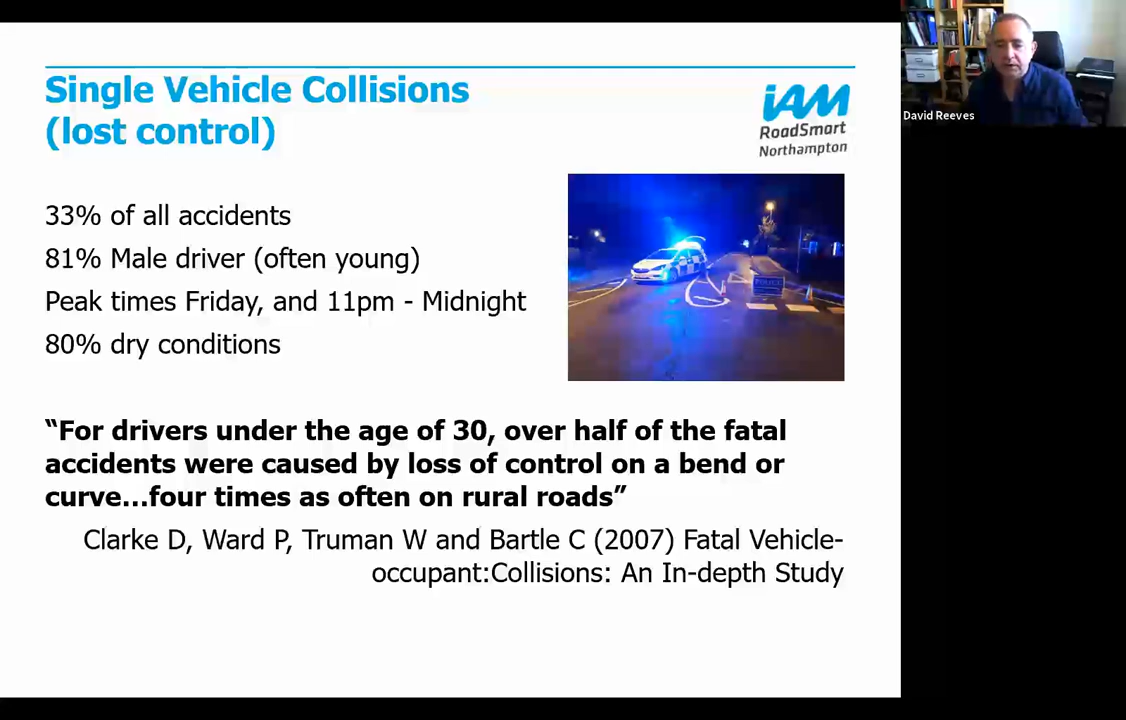 Single Vehicle Collisions
(lost control)
iAM
RoadSmart
Northampton
33% of all accidents
81% Male driver (often young)
Peak times Friday, and 11pm - Midnight
80% dry conditions
POLICE
“For drivers under the age of 30, over half of the fatal
accidents were caused by loss of control on a bend or
curve...four times as often on rural roads”
Clarke D, Ward P, Truman W and Bartle C (2007) Fatal Vehicle-
occupant:Collisions: An In-depth Study
David Reeves